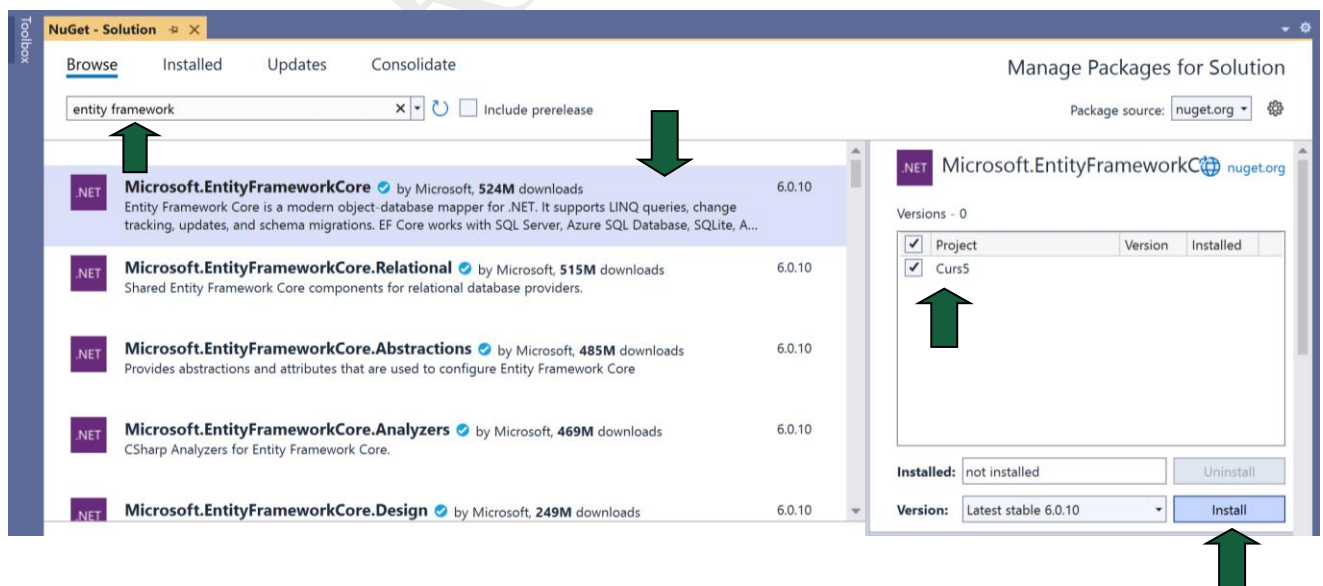 Toolbox
NuGet - Solution
Browse Installed Updates Consolidate
Manage Packages for Solution
entity framework
Include prerelease
Package source: nuget.org
.NET
Microsoft.EntityFrameworkCore by Microsoft, 524M downloads 6.0.10
Entity Framework Core is a modern object-database mapper for .NET. It supports LINQ queries, change
tracking, updates, and schema migrations. EF Core works with SQL Server, Azure SQL Database, SQLite, A...
.NET
Microsoft.EntityFrameworkCore.Relational by Microsoft, 515M downloads 6.0.10
Shared Entity Framework Core components for relational database providers.
.NET
Microsoft.EntityFrameworkCore.Abstractions by Microsoft, 485M downloads 6.0.10
Provides abstractions and attributes that are used to configure Entity Framework Core
.NET
Microsoft.EntityFrameworkCore.Analyzers by Microsoft, 469M downloads 6.0.10
CSharp Analyzers for Entity Framework Core.
.NET
Microsoft.EntityFrameworkCore.Design by Microsoft, 249M downloads 6.0.10
.NET
Microsoft.EntityFrameworkC nuget.org
Versions - 0
Project Version Installed
Curs5
Installed: not installed Uninstall
Version: Latest stable 6.0.10 Install